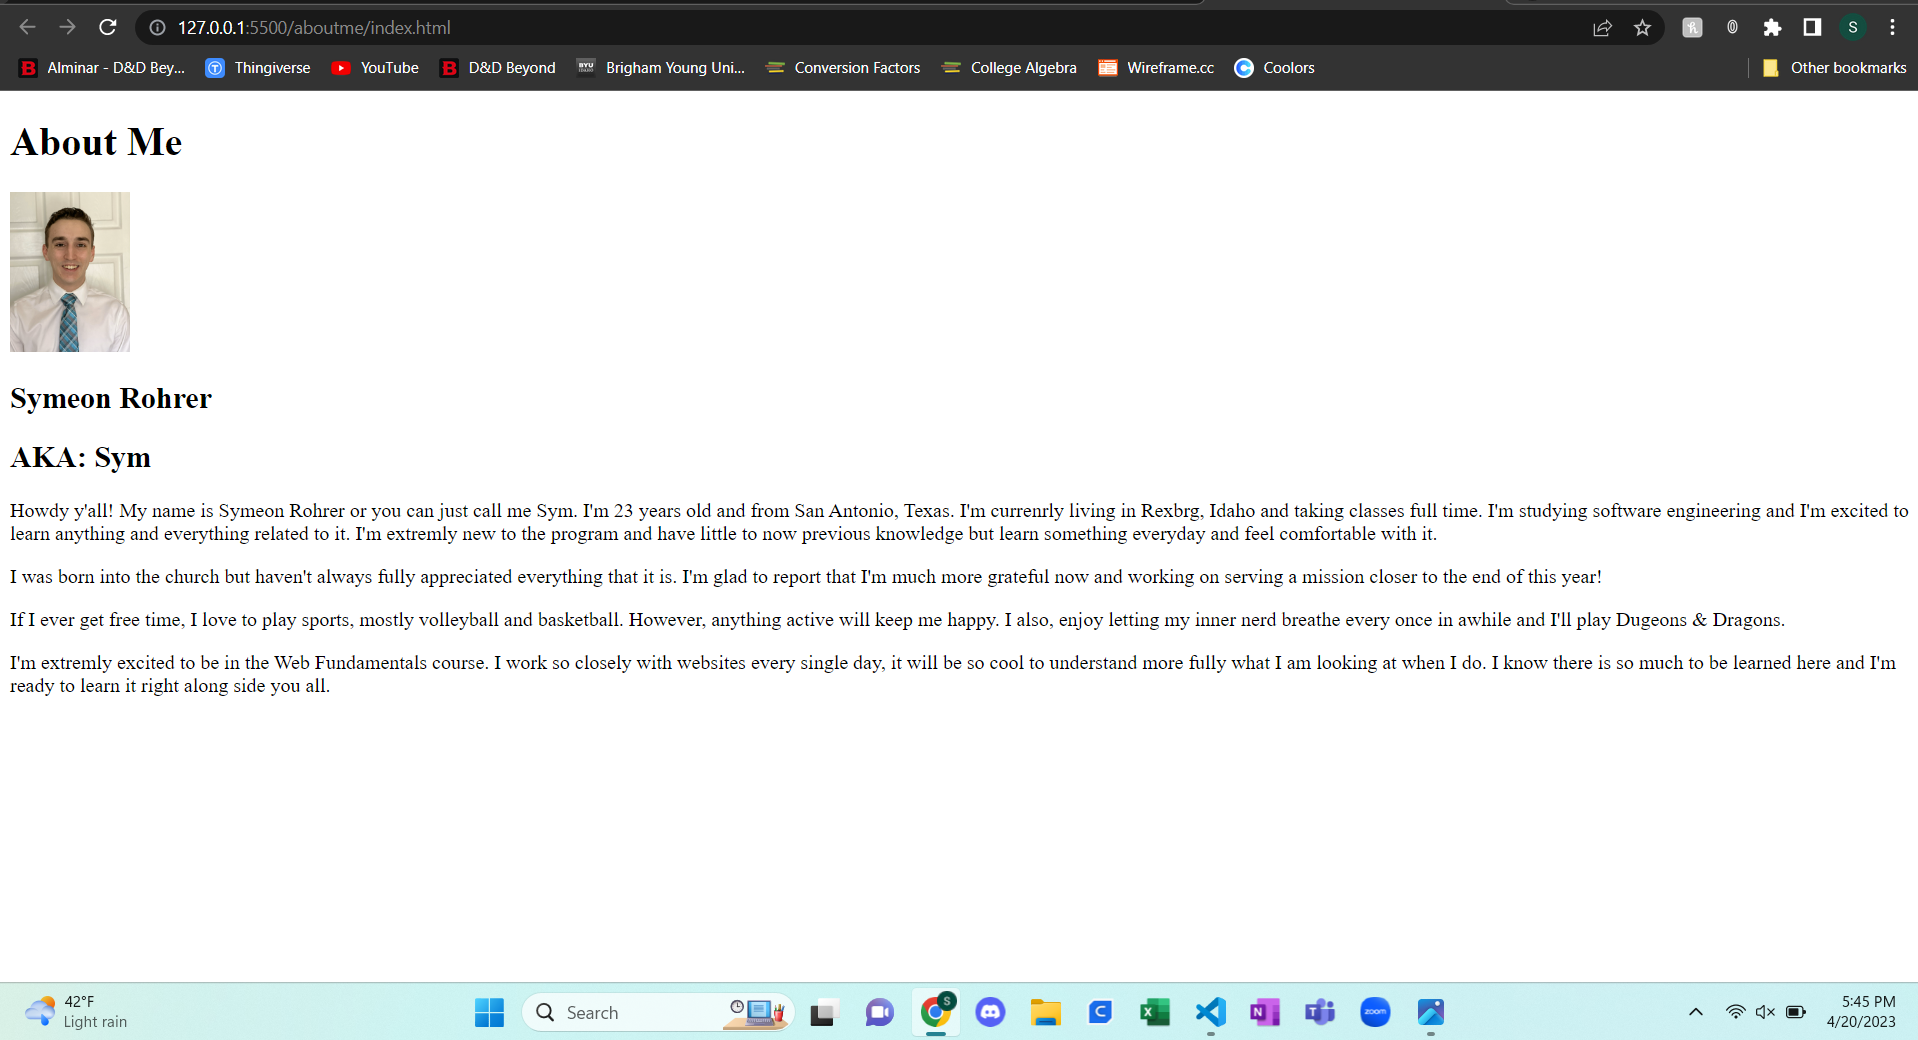 127.0.0.1:5500/aboutme/index.html
S
Alminar - D&D Bey...
Thingiverse
YouTube
D&D Beyond
Brigham Young Uni...
Conversion Factors
College Algebra
Wireframe.cc
Coolors
Other bookmarks
About Me
Symeon Rohrer
AKA: Sym
Howdy y'all! My name is Symeon Rohrer or you can just call me Sym. I'm 23 years old and from San Antonio, Texas. I'm currenrly living in Rexbrg, Idaho and taking classes full time. I'm studying software engineering and I'm excited to
learn anything and everything related to it. I'm extremly new to the program and have little to now previous knowledge but learn something everyday and feel comfortable with it.
I was born into the church but haven't always fully appreciated everything that it is. I'm glad to report that I'm much more grateful now and working on serving a mission closer to the end of this year!
If I ever get free time, I love to play sports, mostly volleyball and basketball. However, anything active will keep me happy. I also, enjoy letting my inner nerd breathe every once in awhile and I'll play Dugeons & Dragons.
I'm extremly excited to be in the Web Fundamentals course. I work so closely with websites every single day, it will be so cool to understand more fully what I am looking at when I do. I know there is so much to be learned here and I'm
ready to learn it right along side you all.
42°F
Light rain
Search
S
zoom
5:45 PM
4/20/2023